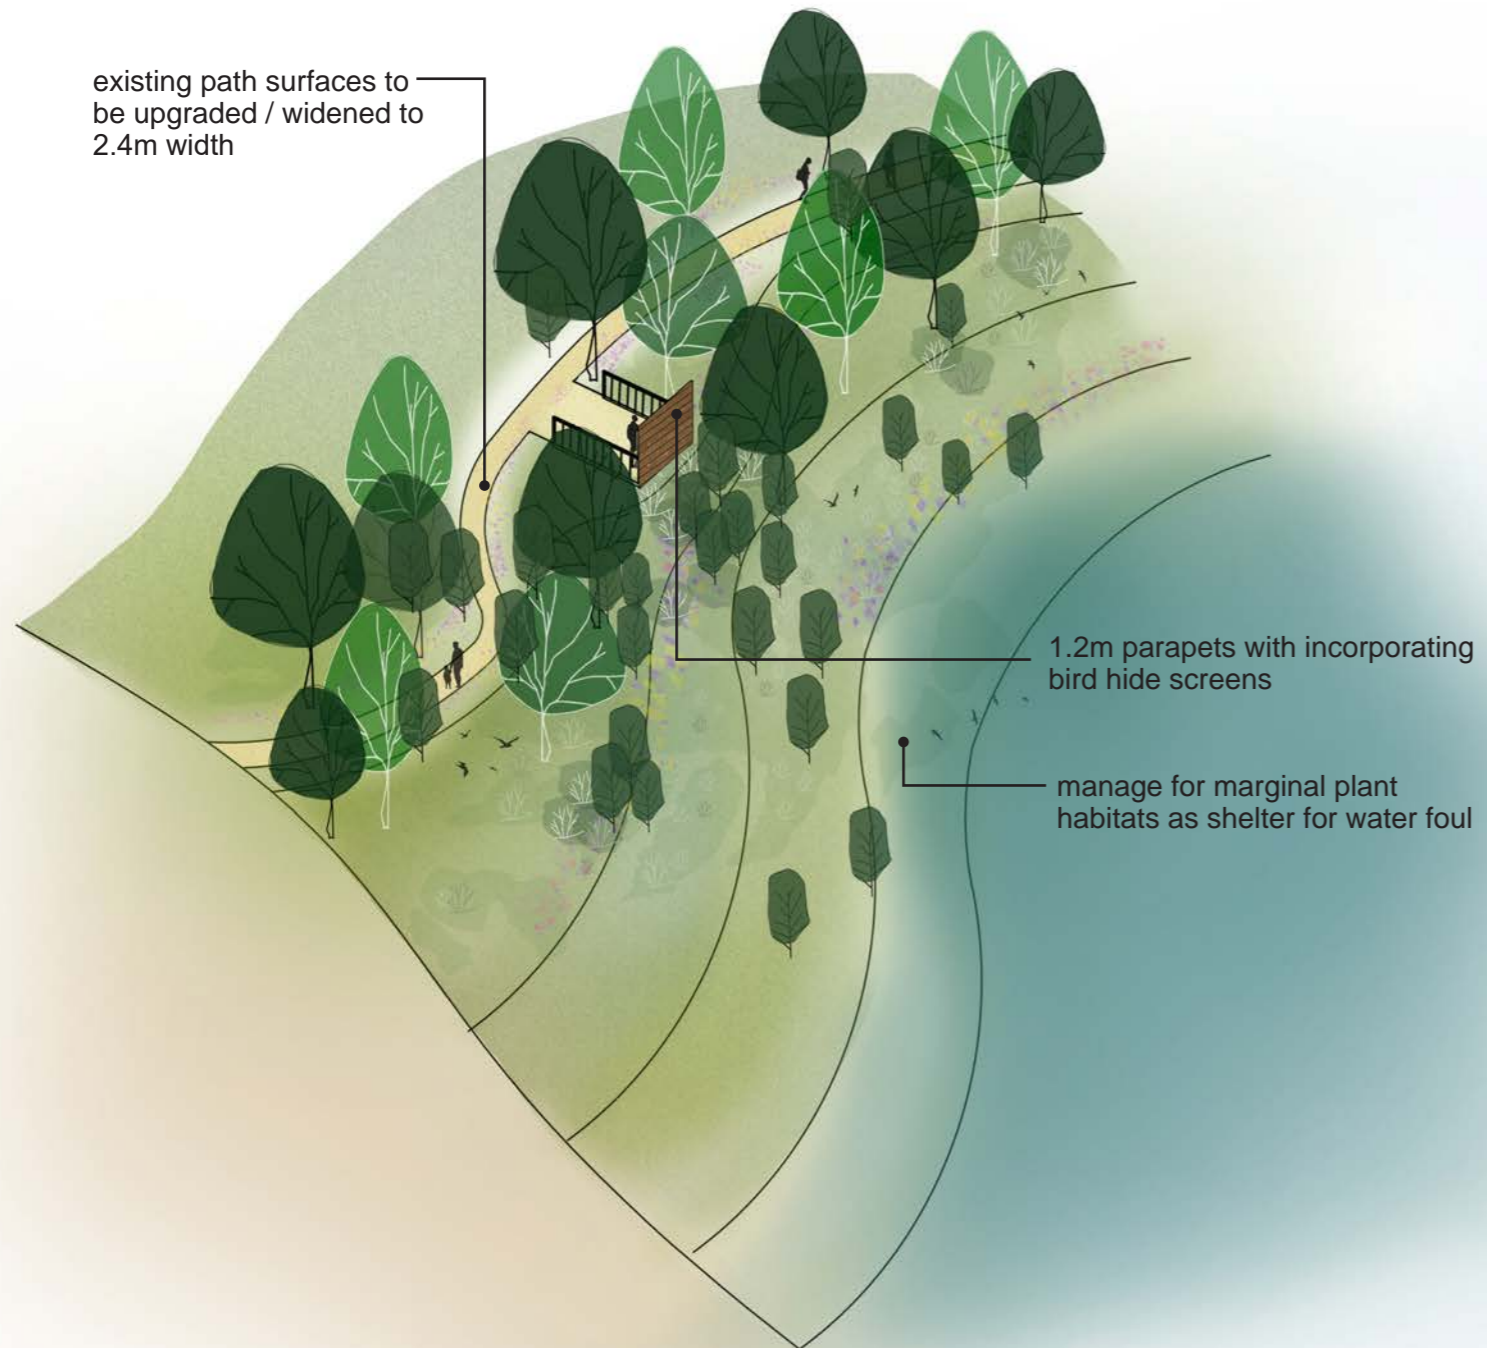 existing path surfaces to
be upgraded / widened to
2.4m width
1.2m parapets with incorporating
bird hide screens
manage for marginal plant
habitats as shelter for water foul